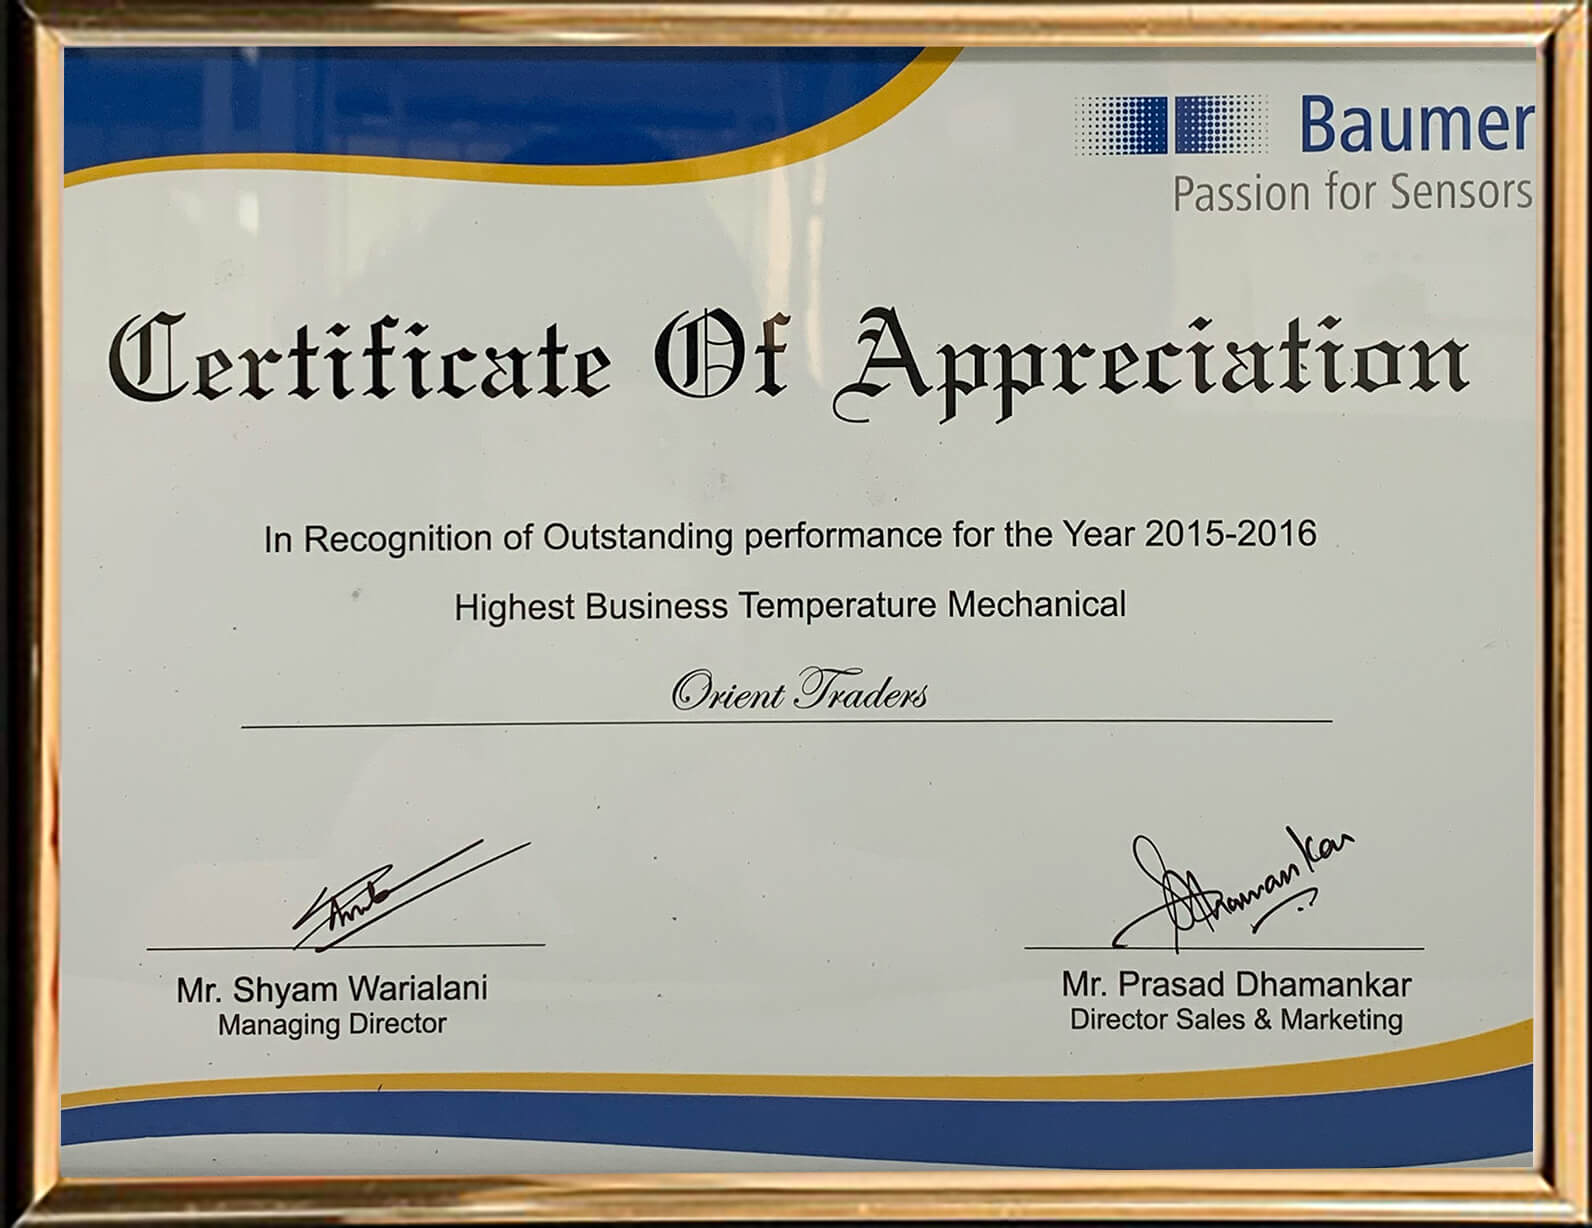 Baumer
Passion for Sensors
Certificate Of Appreciation
In Recognition of Outstanding performance for the Year 2015-2016
Highest Business Temperature Mechanical
Orient Traders
Mr. Shyam Warialani
Managing Director
Dhamankar
Mr. Prasad Dhamankar
Director Sales & Marketing